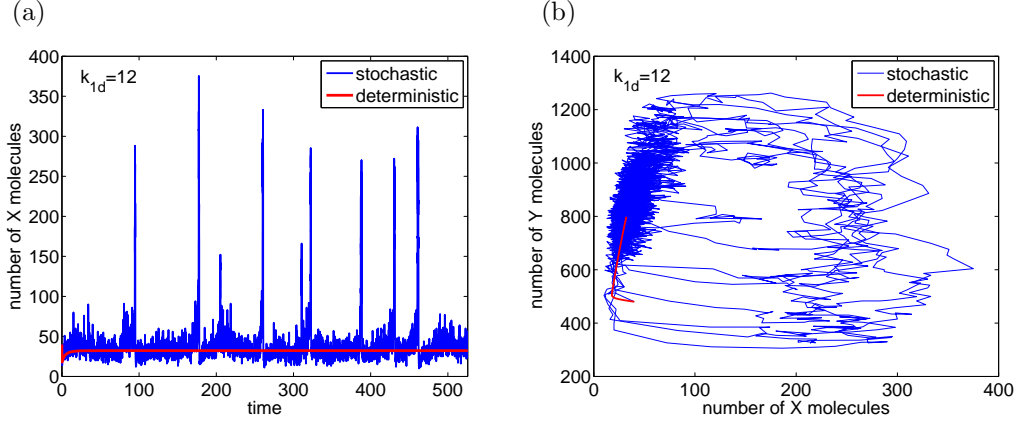 (a)
k1d=12
stochastic
deterministic
number of X molecules
400
350
300
250
200
150
100
50
0
0 100 200 300 400 500
time
(b)
k1d=12
stochastic
deterministic
number of Y molecules
1400
1200
1000
800
600
400
200
0 100 200 300 400
number of X molecules